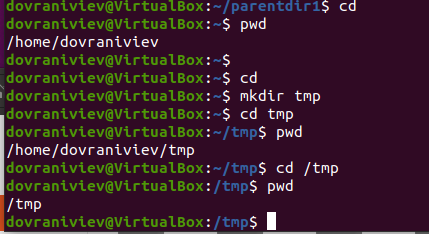 dovraniviev@VirtualBox:~/parentdir1$ cd
dovraniviev@VirtualBox:~$ pwd
/home/dovraniviev
dovraniviev@VirtualBox:~$
dovraniviev@VirtualBox:~$ cd
dovraniviev@VirtualBox:~$ mkdir tmp
dovraniviev@VirtualBox:~$ cd tmp
dovraniviev@VirtualBox:~/tmp$ pwd
/home/dovraniviev/tmp
dovraniviev@VirtualBox:~/tmp$ cd /tmp
dovraniviev@VirtualBox:/tmp$ pwd
/tmp
dovraniviev@VirtualBox:/tmp$